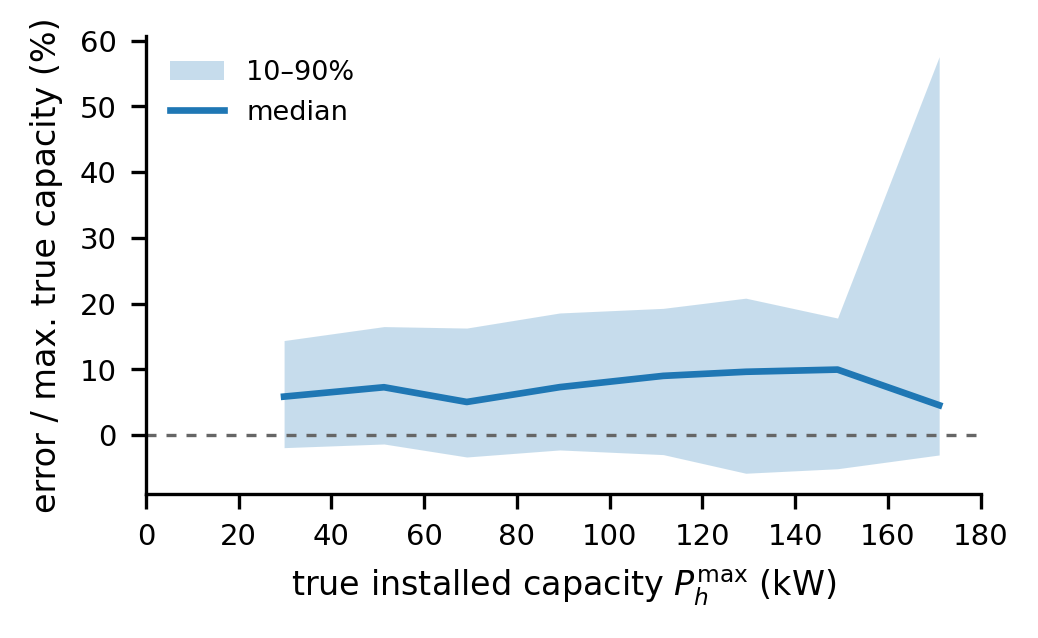 error / max. true capacity (%)
60
50
40
30
20
10
0
10–90%
median
0 20 40 60 80 100 120 140 160 180
true installed capacity $P_h^{\max}$ (kW)